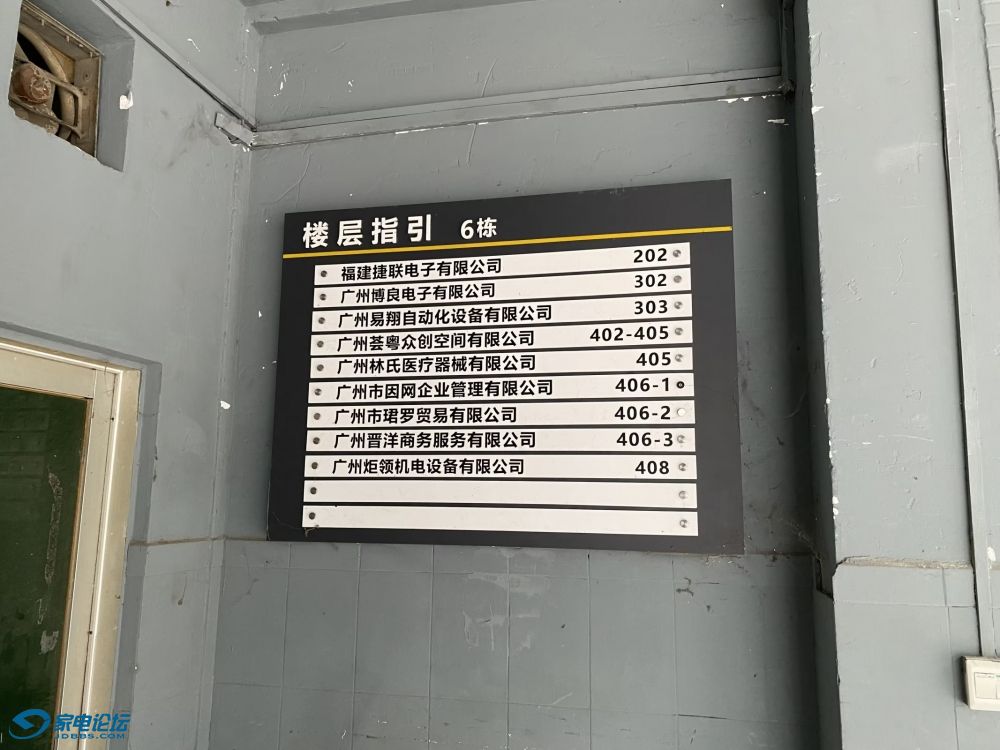 楼层指引 6栋
福建捷联电子有限公司 202
广州博良电子有限公司 302
广州易翔自动化设备有限公司 303
广州荟粤众创空间有限公司 402-405
广州林氏医疗器械有限公司 405
广州市因网企业管理有限公司 406-1
广州市珺罗贸易有限公司 406-2
广州晋洋商务服务有限公司 406-3
广州炬领机电设备有限公司 408
家电论坛
JDBBS.COM